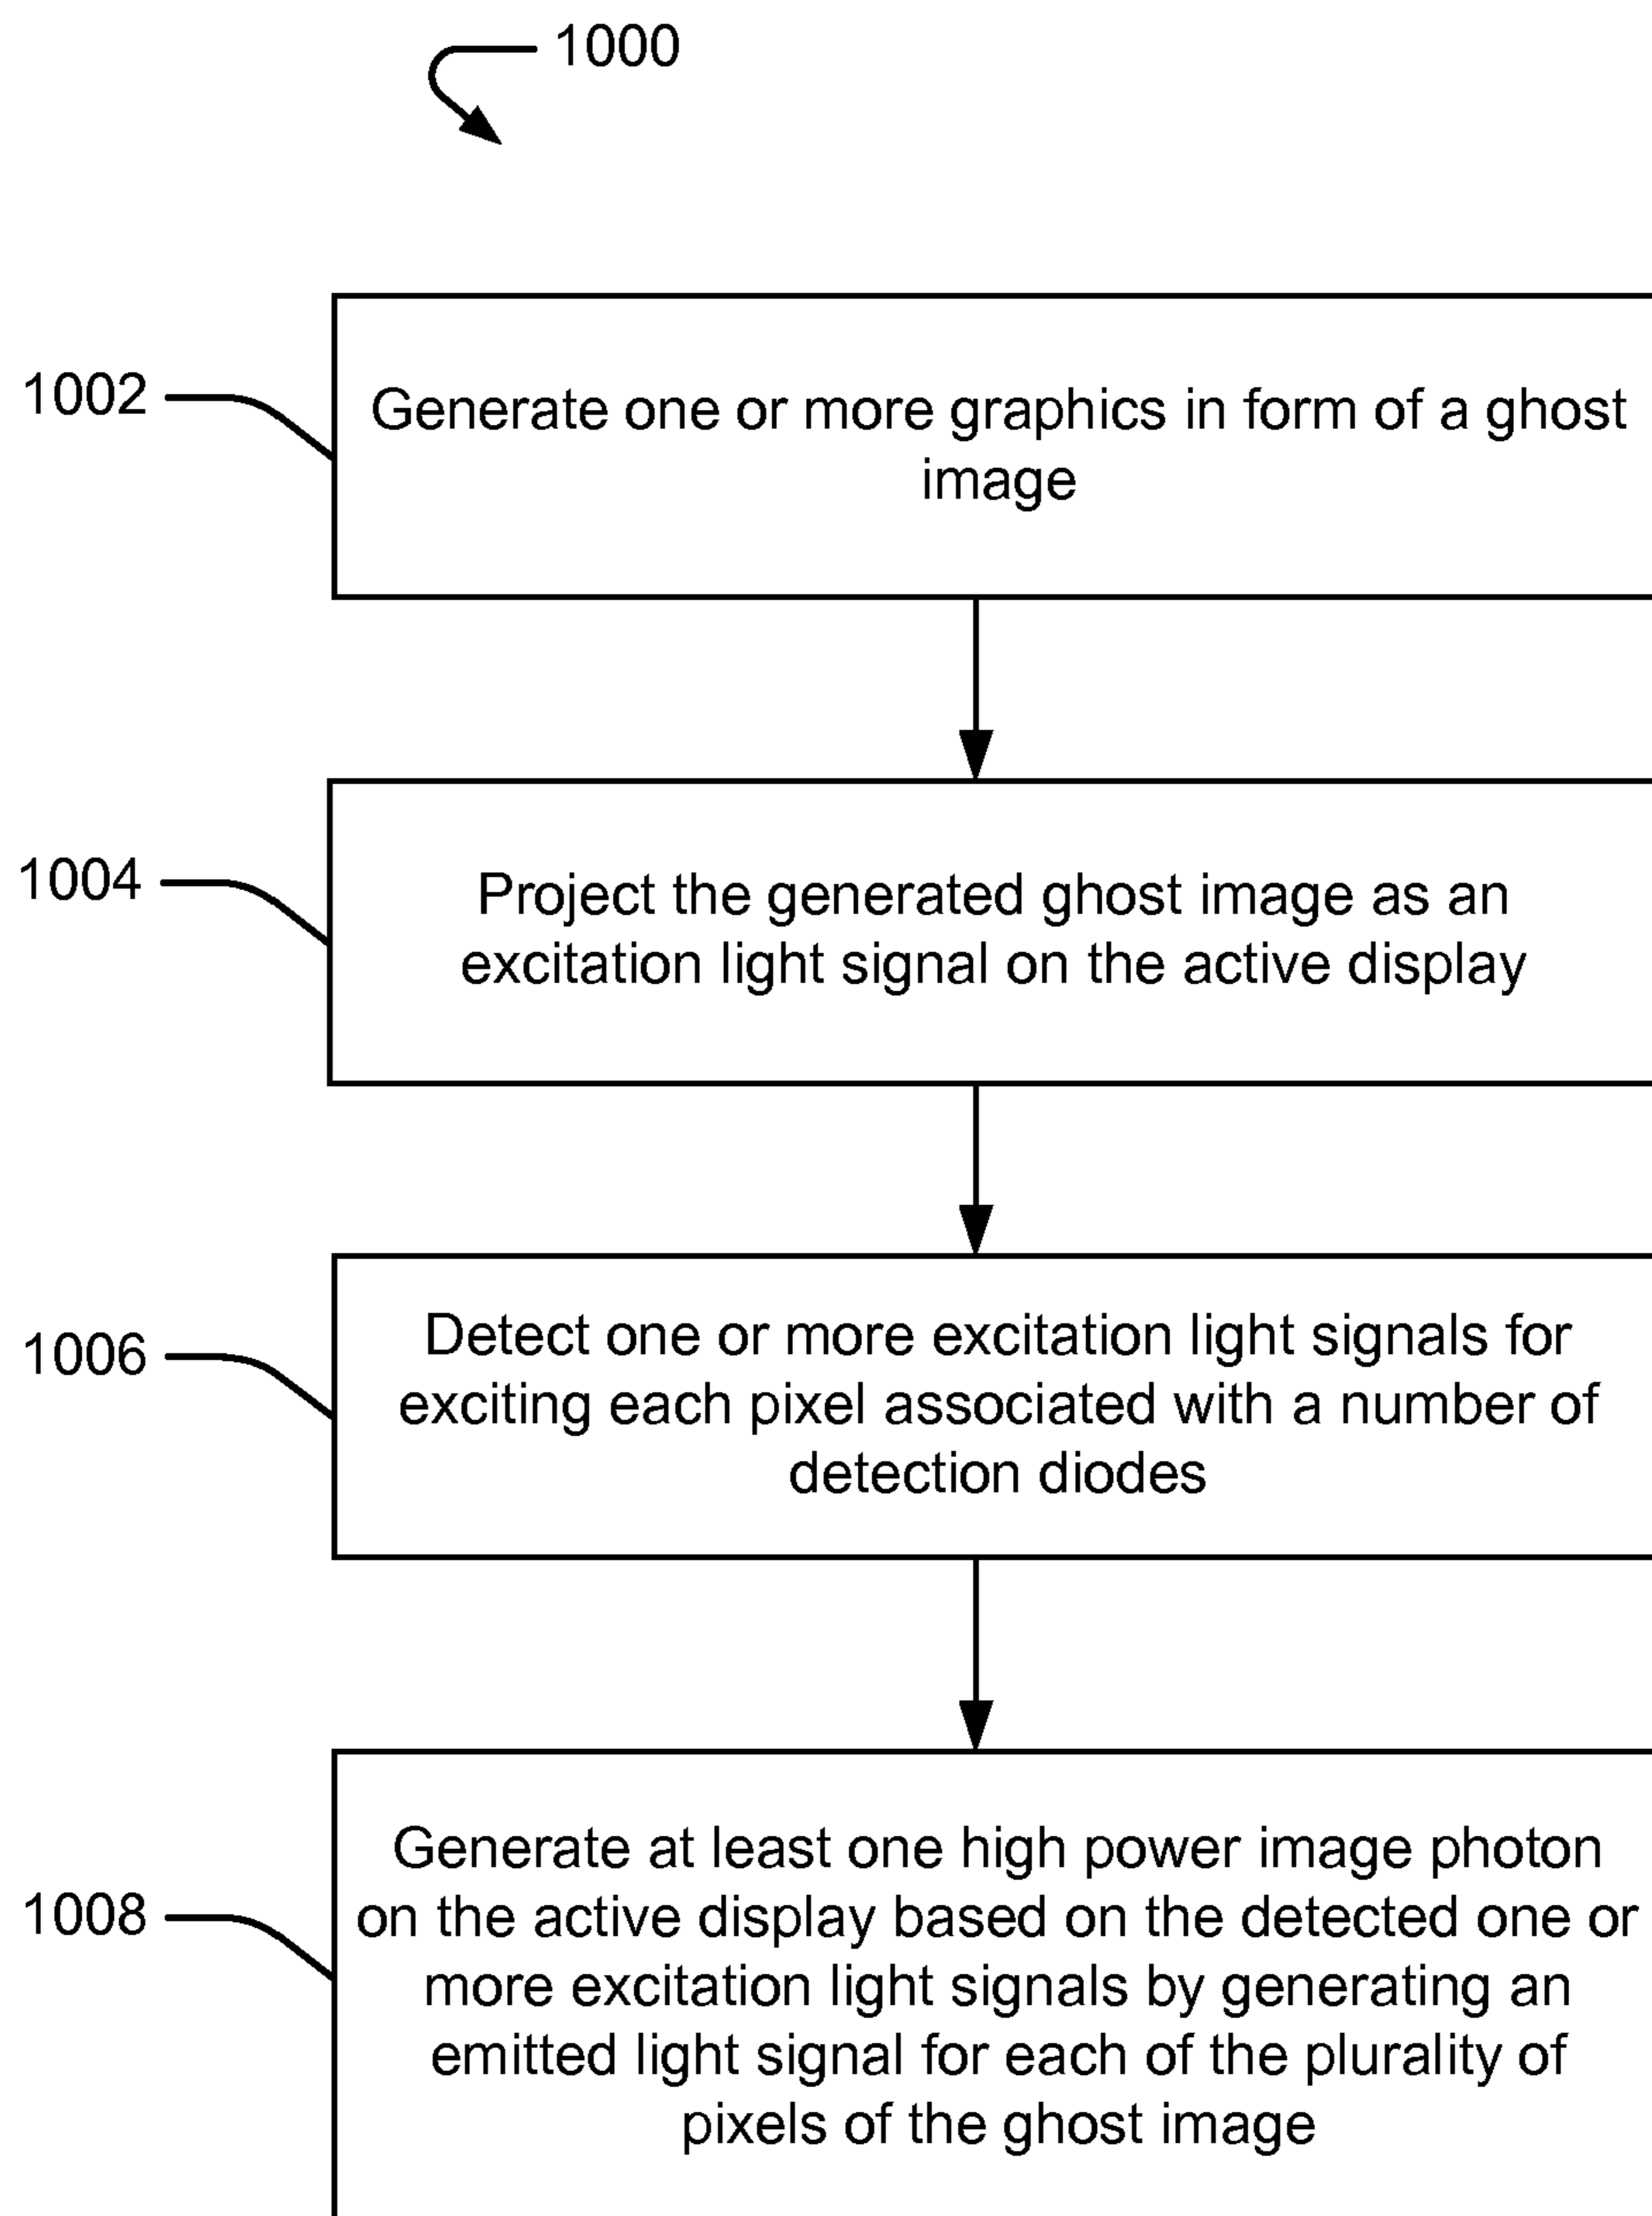 1000
1002
Generate one or more graphics in form of a ghost
image
1004
Project the generated ghost image as an
excitation light signal on the active display
1006
Detect one or more excitation light signals for
exciting each pixel associated with a number of
detection diodes
1008
Generate at least one high power image photon
on the active display based on the detected one or
more excitation light signals by generating an
emitted light signal for each of the plurality of
pixels of the ghost image